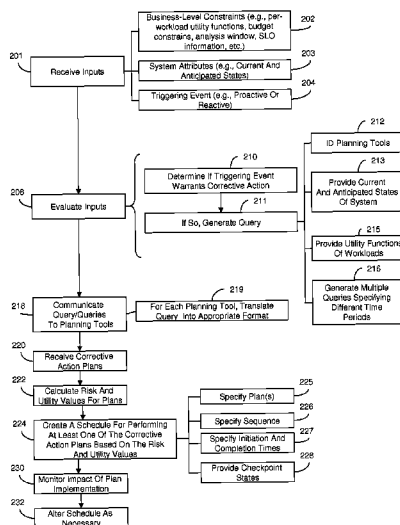 Business-Level Constraints (e.g., per-
workload utility functions, budget
constrains, analysis window, SLO
information, etc.)
202
201
Receive Inputs
System Attributes (e.g., Current And
Anticipated States)
203
Triggering Event (e.g., Proactive Or
Reactive)
204
206
Evaluate Inputs
210
Determine If Triggering Event
Warrants Corrective Action
211
If So, Generate Query
212
ID Planning Tools
213
Provide Current
And Anticipated States
Of System
215
Provide Utility Functions
Of Workloads
216
Generate Multiple
Queries Specifying
Different Time
Periods
218
Communicate
Query/Queries
To Planning Tools
219
For Each Planning Tool, Translate
Query Into Appropriate Format
220
Receive Corrective
Action Plans
222
Calculate Risk And
Utility Values For Plans
224
Create A Schedule For Performing
At Least One Of The Corrective
Action Plans Based On The Risk
And Utility Values
225
Specify Plan(s)
226
Specify Sequence
227
Specify Initiation And
Completion Times
228
Provide Checkpoint
States
230
Monitor Impact Of Plan
Implementation
232
Alter Schedule As
Necessary